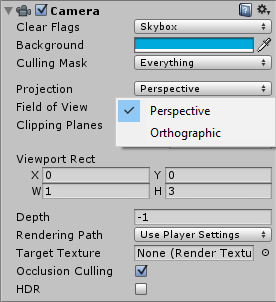 Camera
Clear Flags Skybox
Background
Culling Mask Everything
Projection Perspective
Field of View
Perspective
Clipping Planes
Orthographic
Viewport Rect
X 0 Y 0
W 1 H 3
Depth -1
Rendering Path Use Player Settings
Target Texture None (Render Textu
Occlusion Culling
HDR